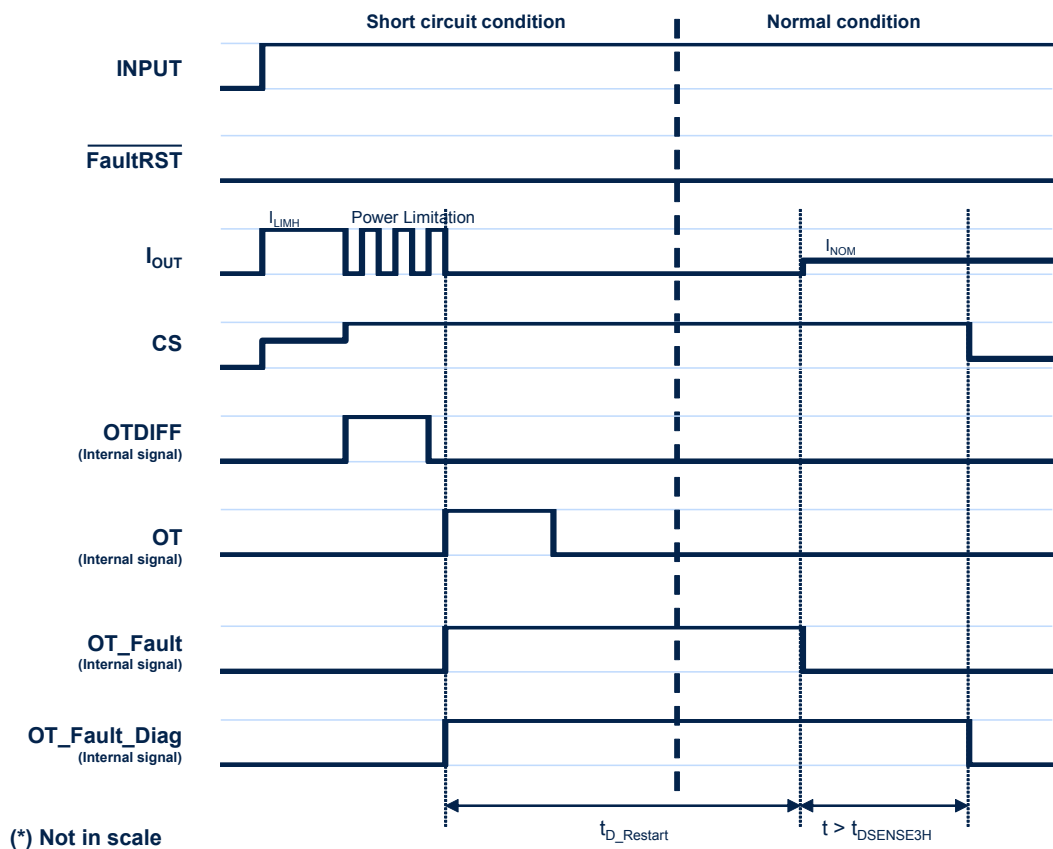 Short circuit condition
Normal condition
INPUT
FaultRST
I_LIMH
Power Limitation
I_OUT
I_NOM
CS
OTDIFF
(Internal signal)
OT
(Internal signal)
OT_Fault
(Internal signal)
OT_Fault_Diag
(Internal signal)
t_D_Restart
t > t_DSENSE3H
(*) Not in scale